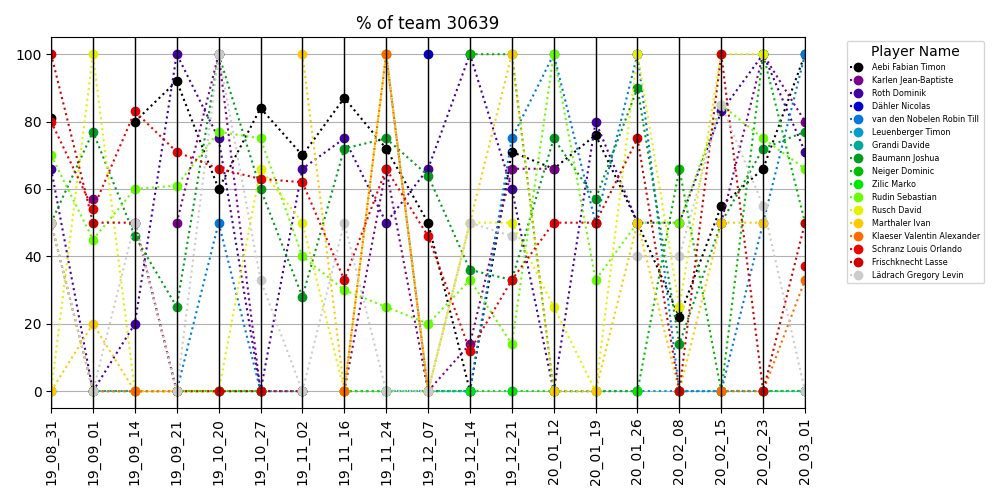 % of team 30639
100
80
60
40
20
0
19_08_31
19_09_01
19_09_14
19_09_21
19_10_20
19_10_27
19_11_02
19_11_16
19_11_24
19_12_07
19_12_14
19_12_21
20_01_12
20_01_19
20_01_26
20_02_08
20_02_15
20_02_23
20_03_01
Player Name
Aebi Fabian Timon
Karlen Jean-Baptiste
Roth Dominik
Dähler Nicolas
van den Nobelen Robin Till
Leuenberger Timon
Grandi Davide
Baumann Joshua
Neiger Dominic
Zilic Marko
Rudin Sebastian
Rusch David
Marthaler Ivan
Klaeser Valentin Alexander
Schranz Louis Orlando
Frischknecht Lasse
Lädrach Gregory Levin